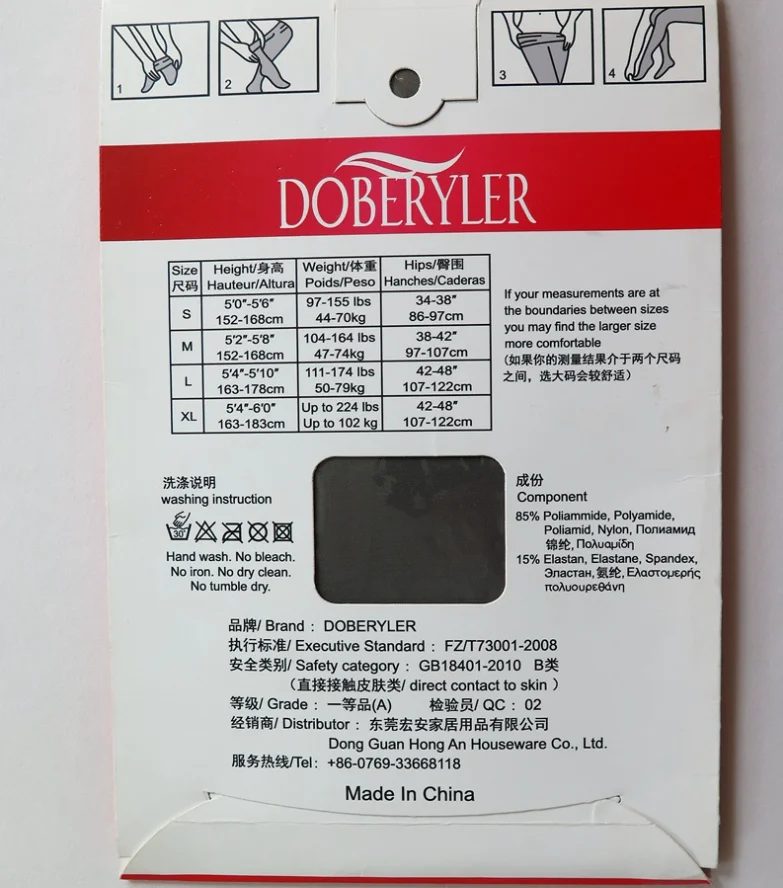 1
2
3
4
DOBERYLER
Size Height/身高 Weight/体重 Hips/臀围
尺码 Hauteur/Altura Poids/Peso Hanches/Caderas
S 5'0"-5'6" 97-155 lbs 34-38"
152-168cm 44-70kg 86-97cm
M 5'2"-5'8" 104-164 lbs 38-42"
152-168cm 47-74kg 97-107cm
L 5'4"-5'10" 111-174 lbs 42-48"
163-178cm 50-79kg 107-122cm
XL 5'4"-6'0" Up to 224 lbs 42-48"
163-183cm Up to 102 kg 107-122cm
If your measurements are at
the boundaries between sizes
you may find the larger size
more comfortable
(如果你的测量结果介于两个尺码
之间，选大码会较舒适）
洗涤说明
washing instruction
30°
Hand wash. No bleach.
No iron. No dry clean.
No tumble dry.
成份
Component
85% Poliammide, Polyamide,
Poliamid, Nylon, Полиамид
锦纶, Πολυαμίδη
15% Elastan, Elastane, Spandex,
Эластан, 氨纶, Ελαστομερής
πολυουρεθάνη
品牌/ Brand： DOBERYLER
执行标准/ Executive Standard： FZ/T73001-2008
安全类别/ Safety category： GB18401-2010 B类
（直接接触皮肤类/ direct contact to skin ）
等级/ Grade： 一等品(A) 检验员/ QC： 02
经销商/ Distributor： 东莞宏安家居用品有限公司
Dong Guan Hong An Houseware Co., Ltd.
服务热线/Tel： +86-0769-33668118
Made In China